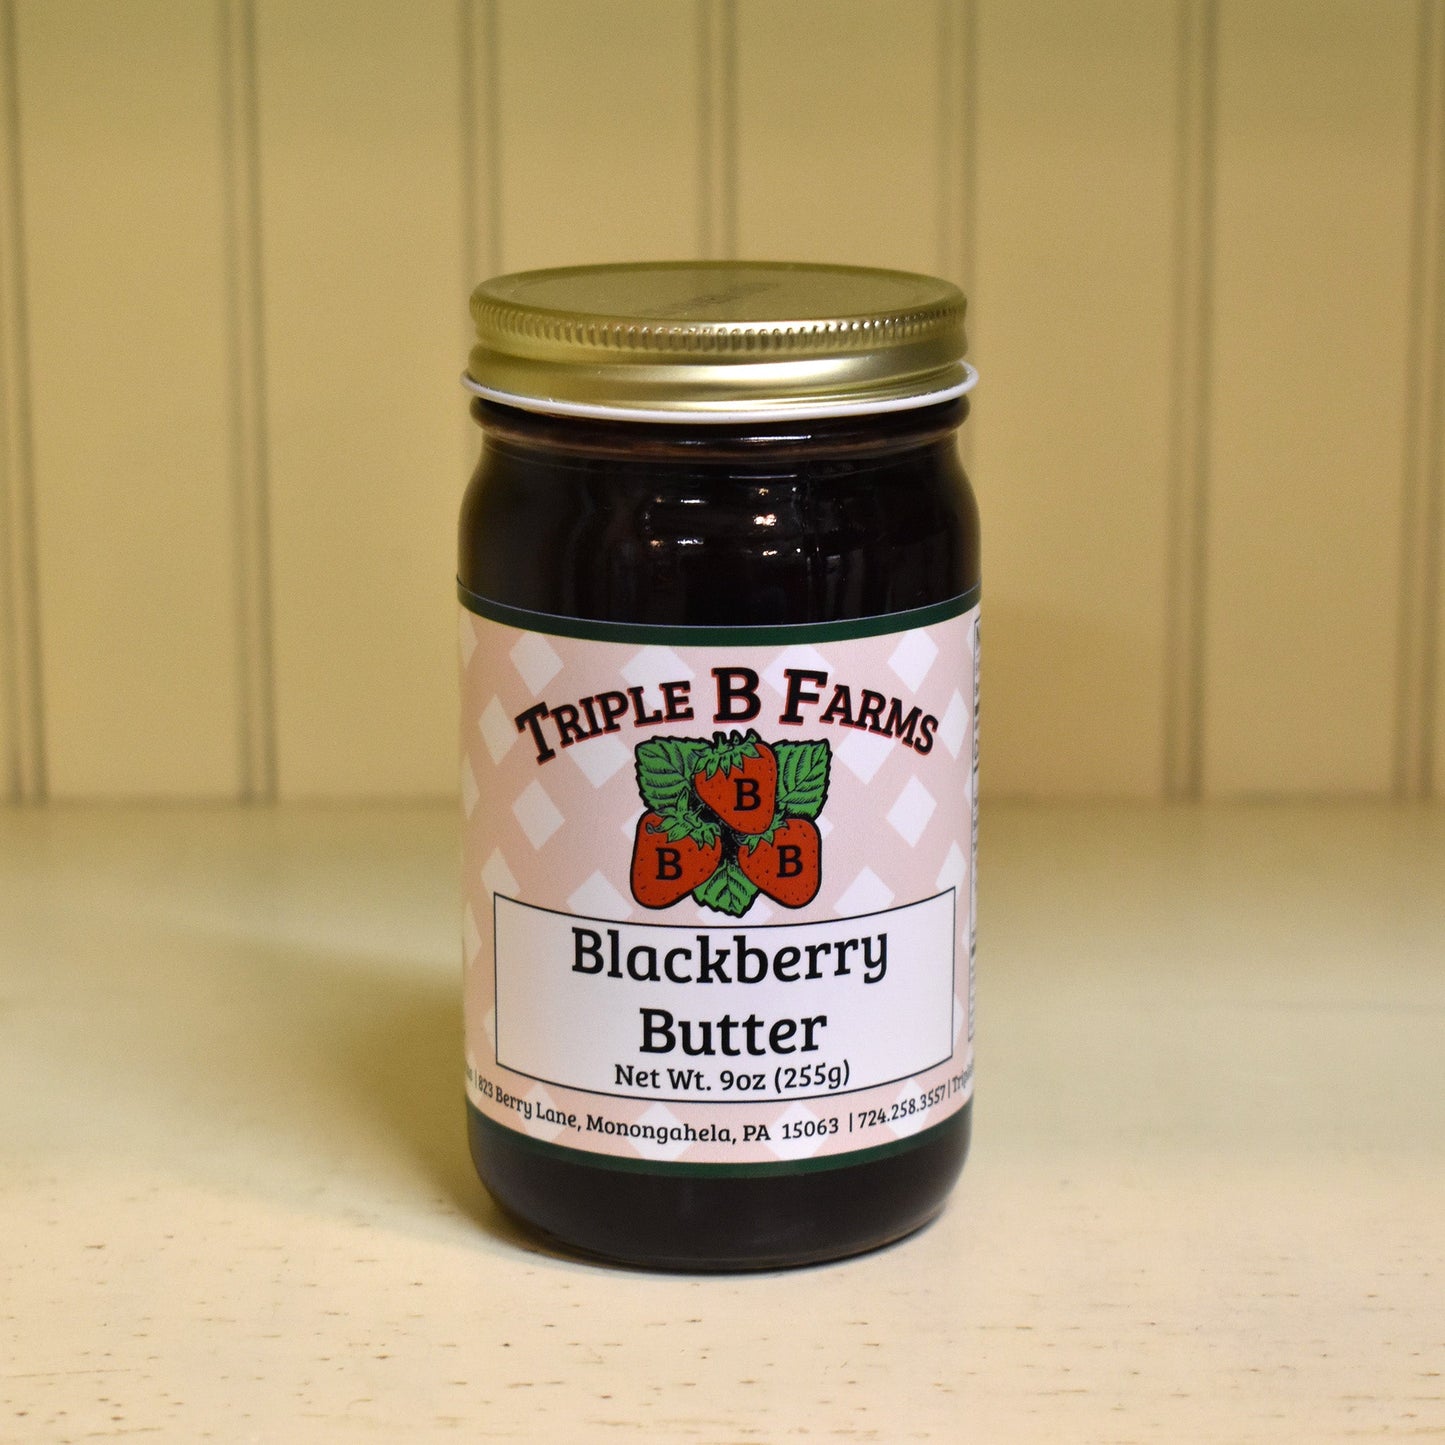 TRIPLE B FARMS
B
B B
Blackberry
Butter
Net Wt. 9oz (255g)
| 823 Berry Lane, Monongahela, PA 15063 | 724.258.3557 |